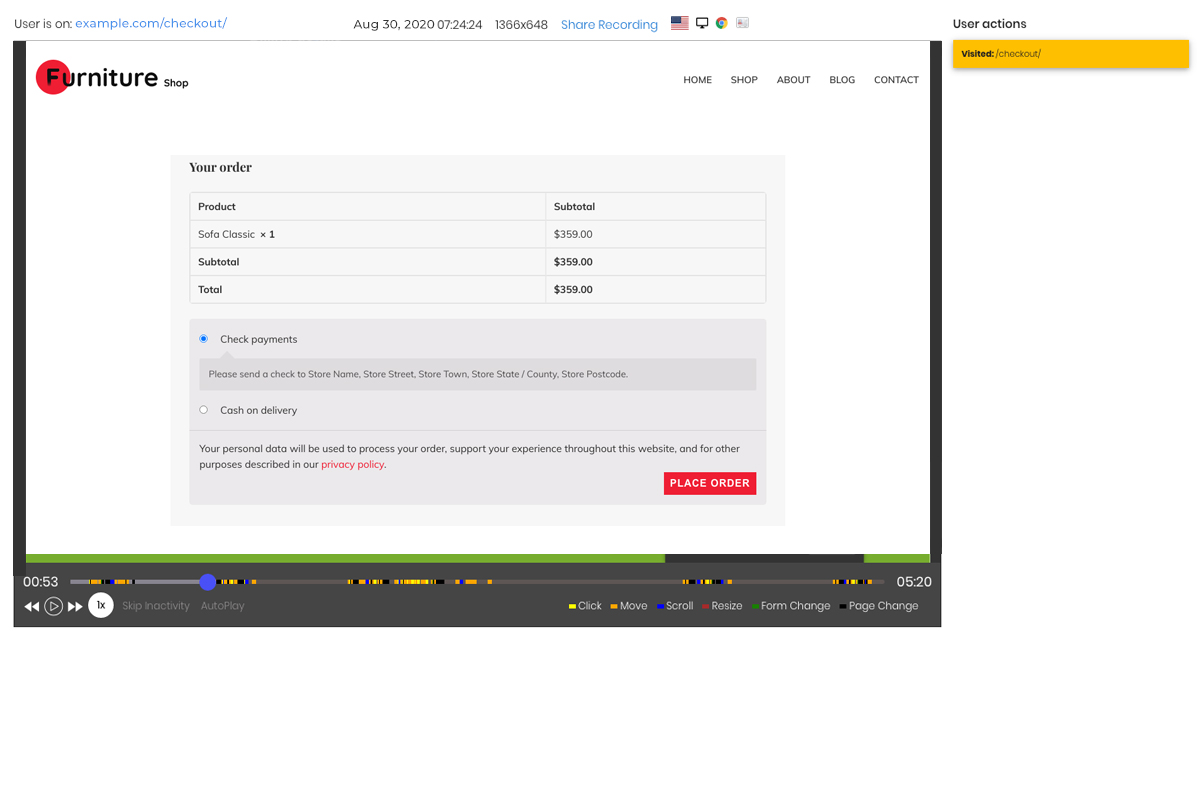 User is on: example.com/checkout/ Aug 30, 2020 07:24:24 1366x648 Share Recording User actions
Visited: /checkout/
Furniture Shop HOME SHOP ABOUT BLOG CONTACT
Your order
Product Subtotal
Sofa Classic × 1 $359.00
Subtotal $359.00
Total $359.00
Check payments
Please send a check to Store Name, Store Street, Store Town, Store State / County, Store Postcode.
Cash on delivery
Your personal data will be used to process your order, support your experience throughout this website, and for other
purposes described in our privacy policy.
PLACE ORDER
00:53 05:20
1x Skip Inactivity AutoPlay Click Move Scroll Resize Form Change Page Change